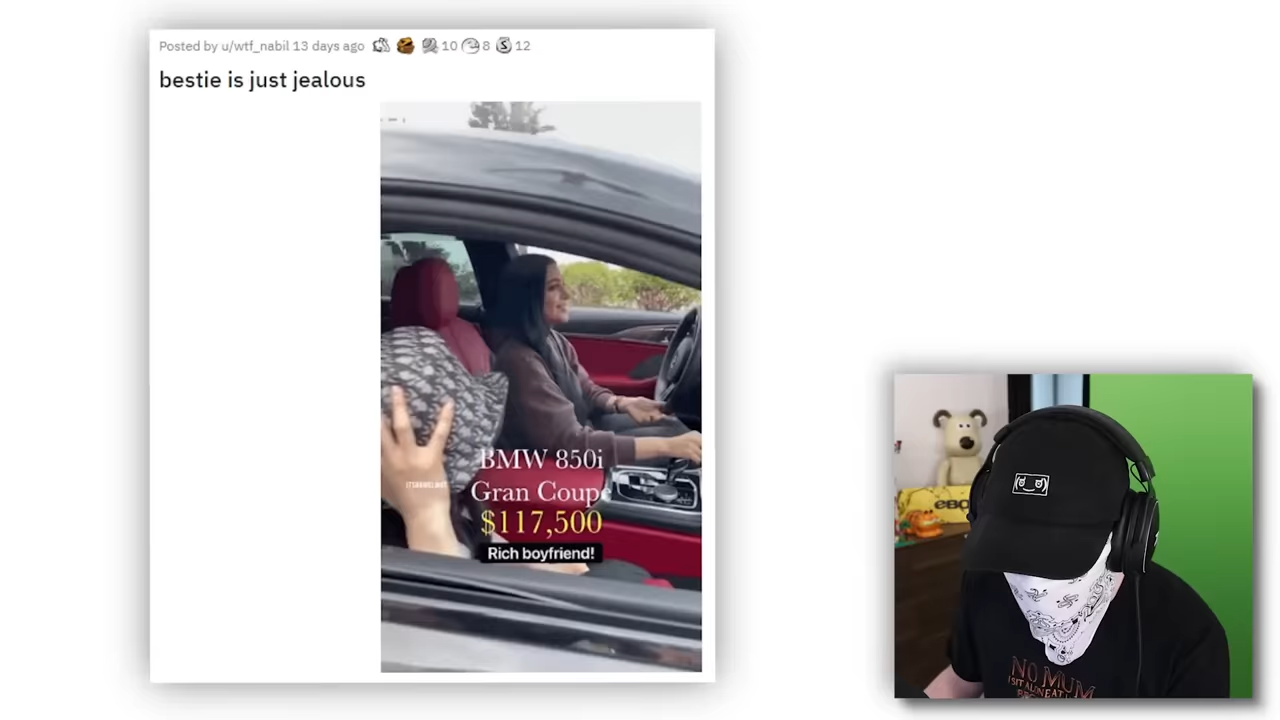 Posted by u/wtf_nabil 13 days ago 10 8 12
bestie is just jealous
BMW 850i
Gran Coupe
$117,500
Rich boyfriend!
NO MUM